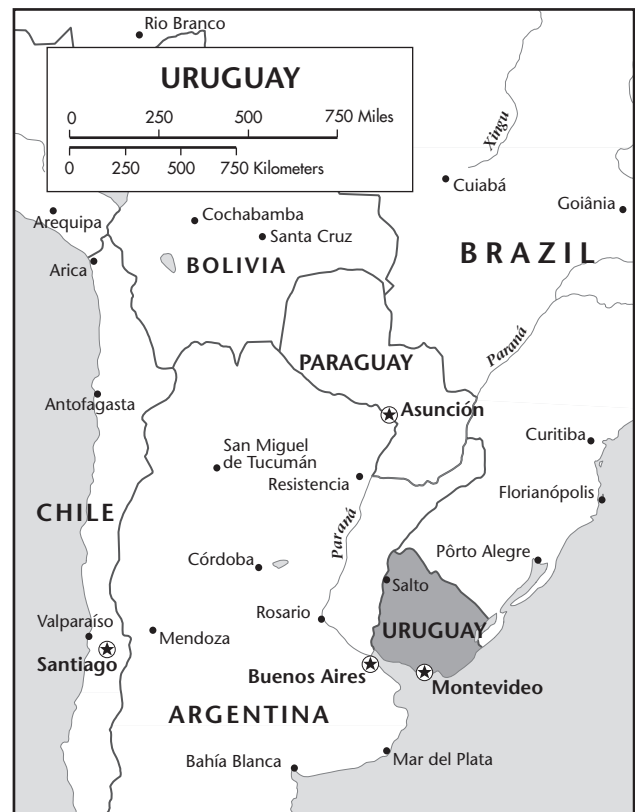 Rio Branco
URUGUAY
0 250 500 750 Miles
0 250 500 750 Kilometers
Xingu
Cuiabá
Goiânia
Arequipa
Cochabamba
Santa Cruz
BRAZIL
Arica
BOLIVIA
Paraná
PARAGUAY
Antofagasta
Asunción
Curitiba
San Miguel
de Tucumán
Resistencia
Florianópolis
CHILE
Paraná
Pôrto Alegre
Córdoba
Salto
Rosario
Valparaíso
URUGUAY
Mendoza
Santiago
Buenos Aires
Montevideo
ARGENTINA
Bahía Blanca
Mar del Plata